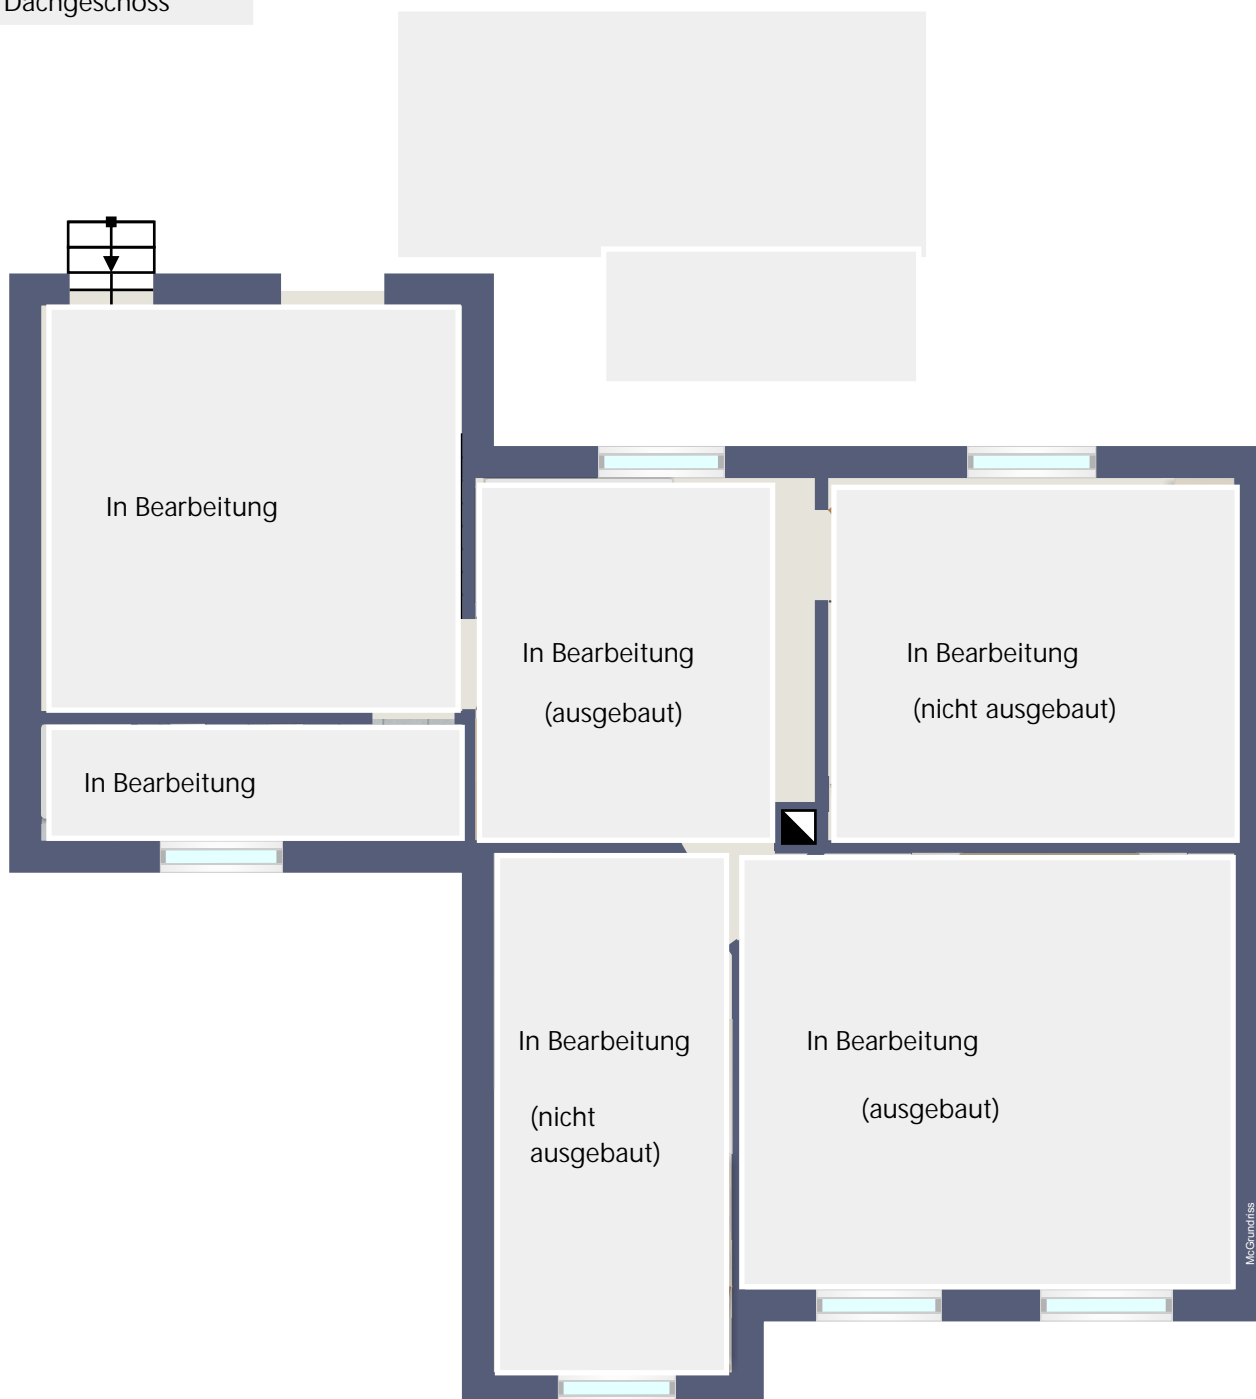 Dachgeschoss
In Bearbeitung
In Bearbeitung
(ausgebaut)
In Bearbeitung
(nicht ausgebaut)
In Bearbeitung
In Bearbeitung
(nicht
ausgebaut)
In Bearbeitung
(ausgebaut)
McGrundriss